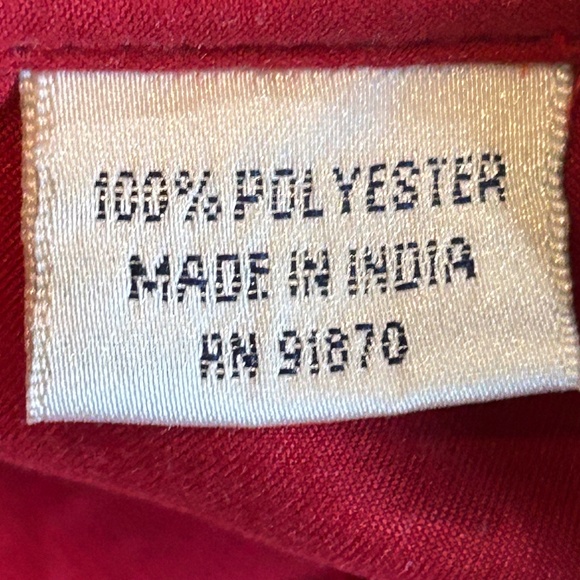 100% POLYESTER
MADE IN INDIA
RN 91870